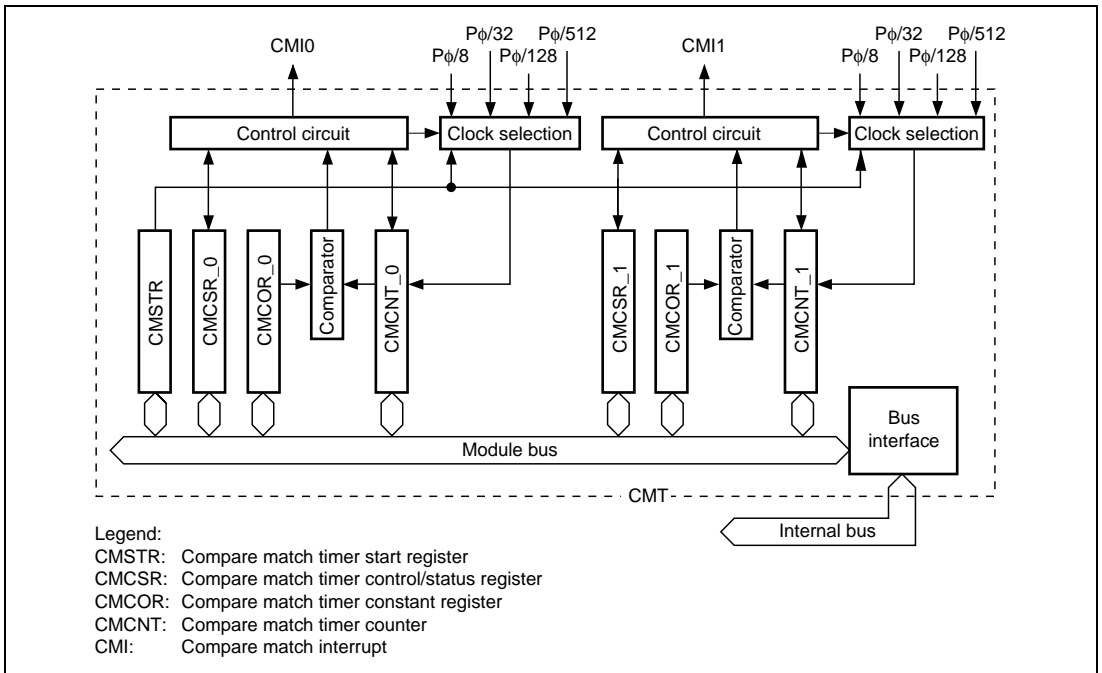 Pφ/32 Pφ/512
CMI0
Pφ/8 Pφ/128
Pφ/32 Pφ/512
CMI1
Pφ/8 Pφ/128
Control circuit
Clock selection
Control circuit
Clock selection
CMSTR
CMCSR_0
CMCOR_0
Comparator
CMCNT_0
CMCSR_1
CMCOR_1
Comparator
CMCNT_1
Bus
interface
Module bus
CMT
Internal bus
Legend:
CMSTR: Compare match timer start register
CMCSR: Compare match timer control/status register
CMCOR: Compare match timer constant register
CMCNT: Compare match timer counter
CMI: Compare match interrupt